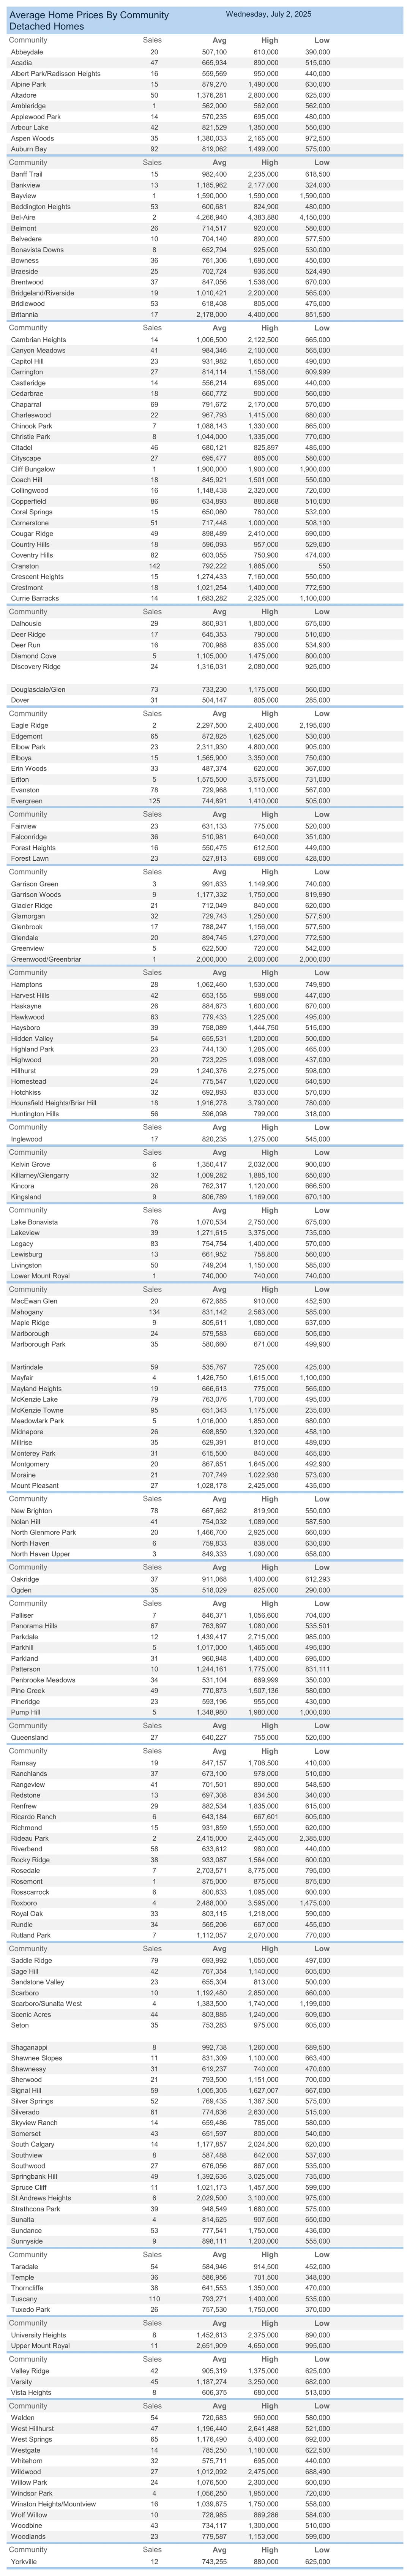 Average Home Prices By Community Wednesday, July 2, 2025
Detached Homes
Community Sales Avg High Low
Abbeydale 20 507,100 610,000 390,000
Acadia 47 665,934 890,000 515,000
Albert Park/Radisson Heights 16 559,569 950,000 440,000
Alpine Park 15 879,270 1,490,000 630,000
Altadore 50 1,376,281 2,800,000 625,000
Ambleridge 1 562,000 562,000 562,000
Applewood Park 14 570,235 695,000 480,000
Arbour Lake 42 821,529 1,350,000 550,000
Aspen Woods 35 1,380,033 2,165,000 972,500
Auburn Bay 92 819,062 1,499,000 575,000
Community Sales Avg High Low
Banff Trail 15 982,400 2,235,000 618,500
Bankview 13 1,185,962 2,177,000 324,000
Bayview 1 1,590,000 1,590,000 1,590,000
Beddington Heights 53 600,681 824,900 480,000
Bel-Aire 2 4,266,940 4,383,880 4,150,000
Belmont 26 714,517 920,000 580,000
Belvedere 10 704,140 890,000 577,500
Bonavista Downs 8 652,794 925,000 530,000
Bowness 36 761,306 1,690,000 450,000
Braeside 25 702,724 936,500 524,490
Brentwood 37 847,056 1,536,000 670,000
Bridgeland/Riverside 19 1,010,421 2,200,000 565,000
Bridlewood 53 618,408 805,000 475,000
Britannia 17 2,178,000 4,400,000 851,500
Community Sales Avg High Low
Cambrian Heights 14 1,006,500 2,122,500 665,000
Canyon Meadows 41 984,346 2,100,000 565,000
Capitol Hill 23 931,982 1,650,000 490,000
Carrington 27 814,114 1,158,000 609,999
Castleridge 14 556,214 695,000 440,000
Cedarbrae 18 660,772 900,000 560,000
Chaparral 69 791,672 2,170,000 570,000
Charleswood 22 967,793 1,415,000 680,000
Chinook Park 7 1,088,143 1,330,000 865,000
Christie Park 8 1,044,000 1,335,000 770,000
Citadel 46 680,121 825,897 485,000
Cityscape 27 695,477 885,000 580,000
Cliff Bungalow 1 1,900,000 1,900,000 1,900,000
Coach Hill 18 845,921 1,501,000 550,000
Collingwood 16 1,148,438 2,320,000 720,000
Copperfield 86 634,893 880,868 510,000
Coral Springs 15 650,060 760,000 532,000
Cornerstone 51 717,448 1,000,000 508,100
Cougar Ridge 49 898,489 2,410,000 690,000
Country Hills 18 596,093 957,000 529,000
Coventry Hills 82 603,055 750,900 474,000
Cranston 142 792,222 1,885,000 550
Crescent Heights 15 1,274,433 7,160,000 550,000
Crestmont 18 1,021,254 1,400,000 772,500
Currie Barracks 14 1,683,282 2,325,000 1,100,000
Community Sales Avg High Low
Dalhousie 29 860,931 1,800,000 675,000
Deer Ridge 17 645,353 790,000 510,000
Deer Run 16 700,988 835,000 534,900
Diamond Cove 5 1,105,000 1,475,000 800,000
Discovery Ridge 24 1,316,031 2,080,000 925,000
Douglasdale/Glen 73 733,230 1,175,000 560,000
Dover 31 504,147 805,000 285,000
Community Sales Avg High Low
Eagle Ridge 2 2,297,500 2,400,000 2,195,000
Edgemont 65 872,825 1,625,000 530,000
Elbow Park 23 2,311,930 4,800,000 905,000
Elboya 15 1,565,900 3,350,000 750,000
Erin Woods 33 487,374 620,000 367,000
Erlton 5 1,575,500 3,575,000 731,000
Evanston 78 729,968 1,110,000 567,000
Evergreen 125 744,891 1,410,000 505,000
Community Sales Avg High Low
Fairview 23 631,133 775,000 520,000
Falconridge 36 510,981 640,000 351,000
Forest Heights 16 550,475 612,500 449,000
Forest Lawn 23 527,813 688,000 428,000
Community Sales Avg High Low
Garrison Green 3 991,633 1,149,900 740,000
Garrison Woods 9 1,177,332 1,750,000 819,990
Glacier Ridge 21 712,049 840,000 620,000
Glamorgan 32 729,743 1,250,000 577,500
Glenbrook 17 788,247 1,156,000 577,500
Glendale 20 894,745 1,270,000 772,500
Greenview 5 622,500 720,000 542,000
Greenwood/Greenbriar 1 2,000,000 2,000,000 2,000,000
Community Sales Avg High Low
Hamptons 28 1,062,460 1,530,000 749,900
Harvest Hills 42 653,155 988,000 447,000
Haskayne 26 884,673 1,600,000 670,000
Hawkwood 63 779,433 1,225,000 495,000
Haysboro 39 758,089 1,444,750 515,000
Hidden Valley 54 655,531 1,200,000 500,000
Highland Park 23 744,130 1,285,000 465,000
Highwood 20 723,225 1,098,000 437,000
Hillhurst 29 1,240,376 2,275,000 598,000
Homestead 24 775,547 1,020,000 640,500
Hotchkiss 32 692,893 833,000 570,000
Hounsfield Heights/Briar Hill 18 1,916,278 3,790,000 780,000
Huntington Hills 56 596,098 799,000 318,000
Community Sales Avg High Low
Inglewood 17 820,235 1,275,000 545,000
Community Sales Avg High Low
Kelvin Grove 6 1,350,417 2,032,000 900,000
Killarney/Glengarry 32 1,009,282 1,885,100 650,000
Kincora 26 762,317 1,120,000 666,500
Kingsland 9 806,789 1,169,000 670,100
Community Sales Avg High Low
Lake Bonavista 76 1,070,534 2,750,000 675,000
Lakeview 39 1,271,615 3,375,000 735,000
Legacy 83 754,754 1,400,000 570,000
Lewisburg 13 661,952 758,800 560,000
Livingston 50 749,204 1,150,000 585,000
Lower Mount Royal 1 740,000 740,000 740,000
Community Sales Avg High Low
MacEwan Glen 20 672,685 910,000 452,500
Mahogany 134 831,142 2,563,000 585,000
Maple Ridge 9 805,611 1,080,000 637,000
Marlborough 24 579,583 660,000 505,000
Marlborough Park 35 580,660 671,000 499,900
Martindale 59 535,767 725,000 425,000
Mayfair 4 1,426,750 1,615,000 1,100,000
Mayland Heights 19 666,613 775,000 565,000
McKenzie Lake 79 763,076 1,700,000 495,000
McKenzie Towne 95 651,343 1,175,000 235,000
Meadowlark Park 5 1,016,000 1,850,000 680,000
Midnapore 26 698,850 1,320,000 458,100
Millrise 35 629,391 810,000 489,000
Monterey Park 31 615,500 840,000 465,000
Montgomery 20 867,651 1,645,000 492,900
Moraine 21 707,749 1,022,930 573,000
Mount Pleasant 27 1,028,178 2,425,000 435,000
Community Sales Avg High Low
New Brighton 78 667,662 819,900 550,000
Nolan Hill 41 754,032 1,089,000 587,500
North Glenmore Park 20 1,466,700 2,925,000 660,000
North Haven 6 759,833 838,000 630,000
North Haven Upper 3 849,333 1,090,000 658,000
Community Sales Avg High Low
Oakridge 37 911,068 1,400,000 612,293
Ogden 35 518,029 825,000 290,000
Community Sales Avg High Low
Palliser 7 846,371 1,056,600 704,000
Panorama Hills 67 763,897 1,080,000 535,501
Parkdale 12 1,439,417 2,715,000 985,000
Parkhill 5 1,017,000 1,465,000 495,000
Parkland 31 960,948 1,400,000 695,000
Patterson 10 1,244,161 1,775,000 831,111
Penbrooke Meadows 34 531,104 669,999 350,000
Pine Creek 49 770,873 1,507,136 580,000
Pineridge 23 593,196 955,000 430,000
Pump Hill 5 1,348,980 1,980,000 1,000,000
Community Sales Avg High Low
Queensland 27 640,227 755,000 520,000
Community Sales Avg High Low
Ramsay 19 847,157 1,706,500 410,000
Ranchlands 37 673,100 978,000 510,000
Rangeview 41 701,501 890,000 548,500
Redstone 13 697,308 834,500 340,000
Renfrew 29 882,534 1,835,000 615,000
Ricardo Ranch 6 643,184 667,601 605,000
Richmond 15 931,859 1,550,000 620,000
Rideau Park 2 2,415,000 2,445,000 2,385,000
Riverbend 58 633,612 980,000 440,000
Rocky Ridge 38 933,087 1,564,000 600,000
Rosedale 7 2,703,571 8,775,000 795,000
Rosemont 1 875,000 875,000 875,000
Rosscarrock 6 800,833 1,095,000 600,000
Roxboro 4 2,488,000 3,595,000 1,475,000
Royal Oak 33 803,115 1,218,000 590,000
Rundle 34 565,206 667,000 455,000
Rutland Park 7 1,112,057 2,070,000 770,000
Community Sales Avg High Low
Saddle Ridge 79 693,992 1,050,000 497,000
Sage Hill 42 767,354 1,140,000 605,000
Sandstone Valley 23 655,304 813,000 500,000
Scarboro 10 1,192,480 2,850,000 660,000
Scarboro/Sunalta West 4 1,383,500 1,740,000 1,199,000
Scenic Acres 44 803,885 1,240,000 609,000
Seton 35 753,283 975,000 605,000
Shaganappi 8 992,738 1,260,000 689,500
Shawnee Slopes 11 831,309 1,100,000 663,400
Shawnessy 31 619,237 740,000 470,000
Sherwood 21 793,500 1,151,000 700,000
Signal Hill 59 1,005,305 1,627,007 667,000
Silver Springs 52 769,435 1,367,500 575,000
Silverado 61 774,836 2,630,000 515,000
Skyview Ranch 14 659,486 785,000 580,000
Somerset 43 651,597 800,000 540,000
South Calgary 14 1,177,857 2,024,500 620,000
Southview 8 587,488 642,000 537,000
Southwood 27 676,056 867,000 535,000
Springbank Hill 49 1,392,636 3,025,000 735,000
Spruce Cliff 11 1,021,173 1,457,500 599,000
St Andrews Heights 6 2,029,500 3,100,000 975,000
Strathcona Park 39 948,549 1,680,000 575,000
Sunalta 4 814,625 907,500 650,000
Sundance 53 777,541 1,750,000 436,000
Sunnyside 9 898,111 1,200,000 555,000
Community Sales Avg High Low
Taradale 54 584,946 914,500 452,000
Temple 36 586,956 701,500 348,000
Thorncliffe 38 641,553 1,350,000 470,000
Tuscany 110 793,271 1,400,000 535,000
Tuxedo Park 26 757,530 1,750,000 370,000
Community Sales Avg High Low
University Heights 8 1,452,613 2,375,000 890,000
Upper Mount Royal 11 2,651,909 4,650,000 995,000
Community Sales Avg High Low
Valley Ridge 42 905,319 1,375,000 625,000
Varsity 45 1,187,274 3,250,000 682,000
Vista Heights 8 606,375 680,000 513,000
Community Sales Avg High Low
Walden 54 720,683 960,000 580,000
West Hillhurst 47 1,196,440 2,641,488 521,000
West Springs 65 1,176,490 5,400,000 692,000
Westgate 14 785,250 1,180,000 622,500
Whitehorn 32 575,711 695,000 440,000
Wildwood 27 1,012,092 2,475,000 688,490
Willow Park 24 1,076,500 2,300,000 600,000
Windsor Park 4 1,056,250 1,950,000 720,000
Winston Heights/Mountview 16 1,039,875 1,750,000 558,000
Wolf Willow 10 728,985 869,286 584,000
Woodbine 43 734,117 1,300,000 510,000
Woodlands 23 779,587 1,153,000 599,000
Community Sales Avg High Low
Yorkville 12 743,255 880,000 625,000